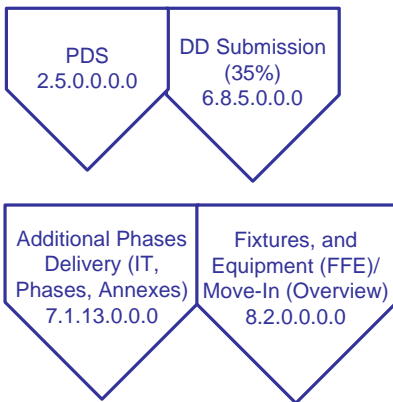 PDS
2.5.0.0.0.0
DD Submission
(35%)
6.8.5.0.0.0
Additional Phases
Delivery (IT,
Phases, Annexes)
7.1.13.0.0.0
Fixtures, and
Equipment (FFE)/
Move-In (Overview)
8.2.0.0.0.0